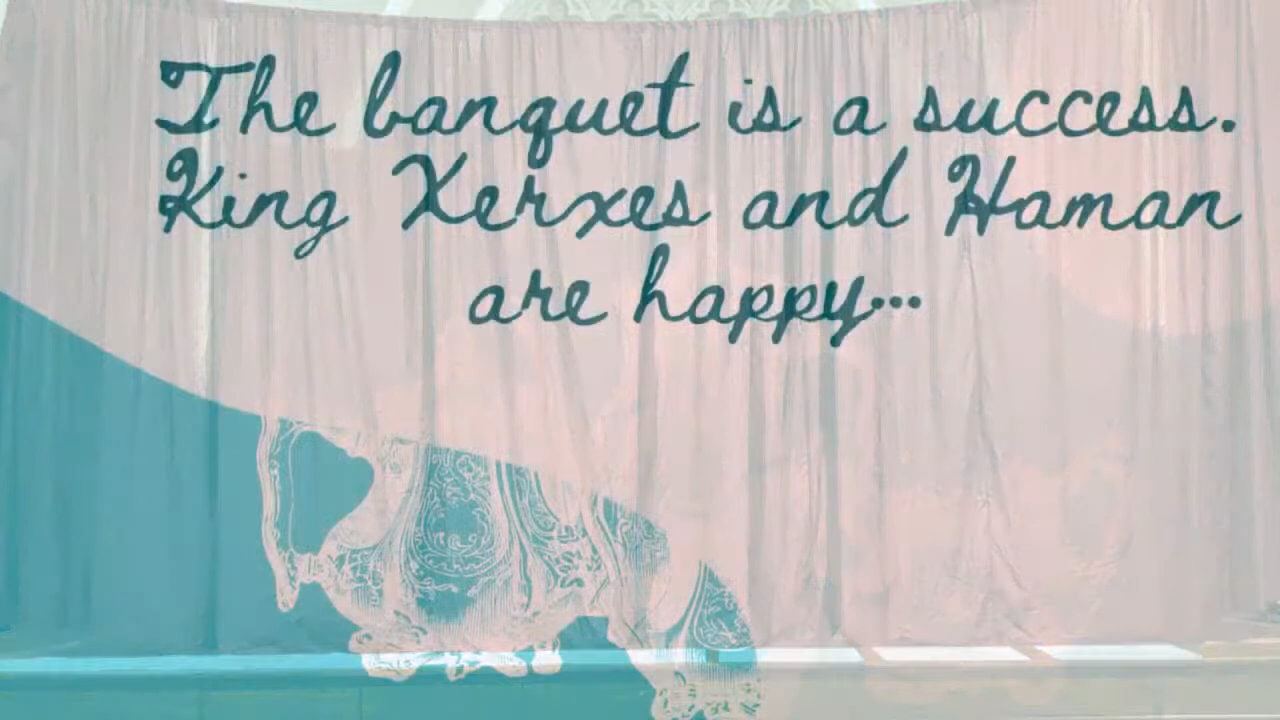 The banquet is a success.
King Xerxes and Haman
are happy...